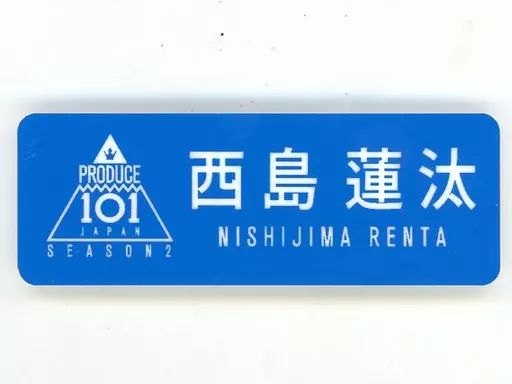 PRODUCE
101
JAPAN
SEASON2
西島 蓮汰
NISHIJIMA RENTA